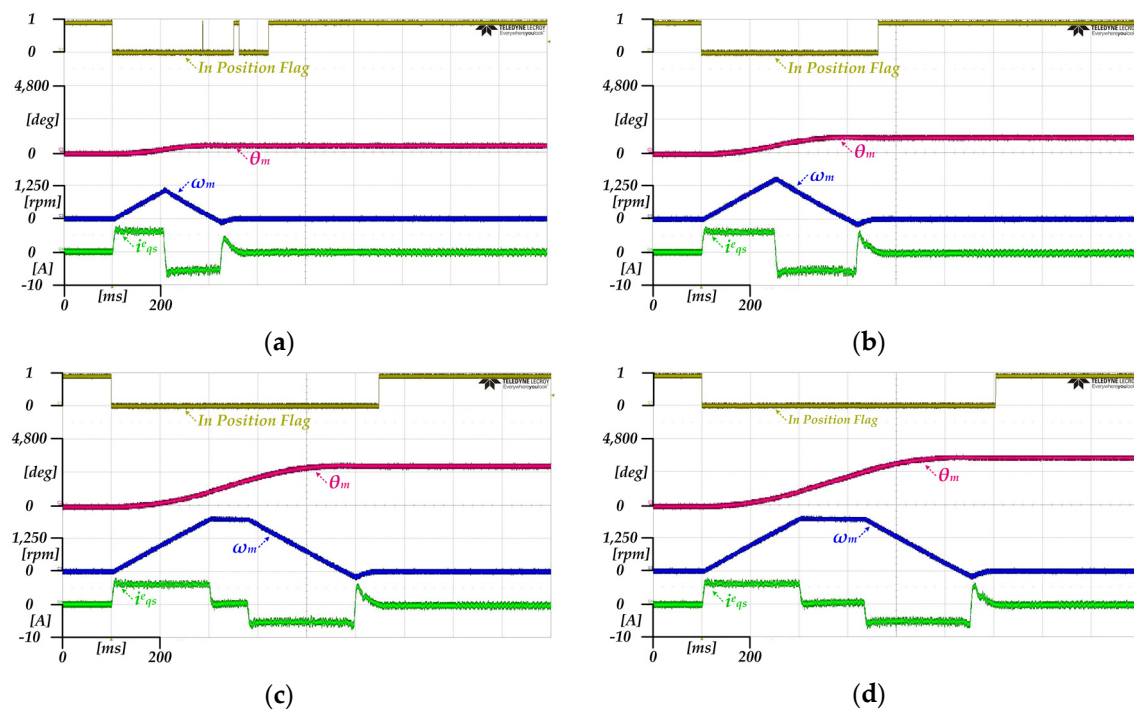 1
TELEDYNE LECROY
Everywhereyoulook
0
In Position Flag
4,800
[deg]
0
θm
1,250
ωm
[rpm]
0
i^e qs
0
[A]
-10
0 [ms] 200
(a)
1
TELEDYNE LECROY
Everywhereyoulook
0
In Position Flag
4,800
[deg]
0
θm
1,250
ωm
[rpm]
0
i^e qs
0
[A]
-10
0 [ms] 200
(b)
1
TELEDYNE LECROY
Everywhereyoulook
0
In Position Flag
4,800
[deg]
0
θm
1,250
ωm
[rpm]
0
i^e qs
0
[A]
-10
0 [ms] 200
(c)
1
TELEDYNE LECROY
Everywhereyoulook
0
In Position Flag
4,800
[deg]
0
θm
1,250
ωm
[rpm]
0
i^e qs
0
[A]
-10
0 [ms] 200
(d)